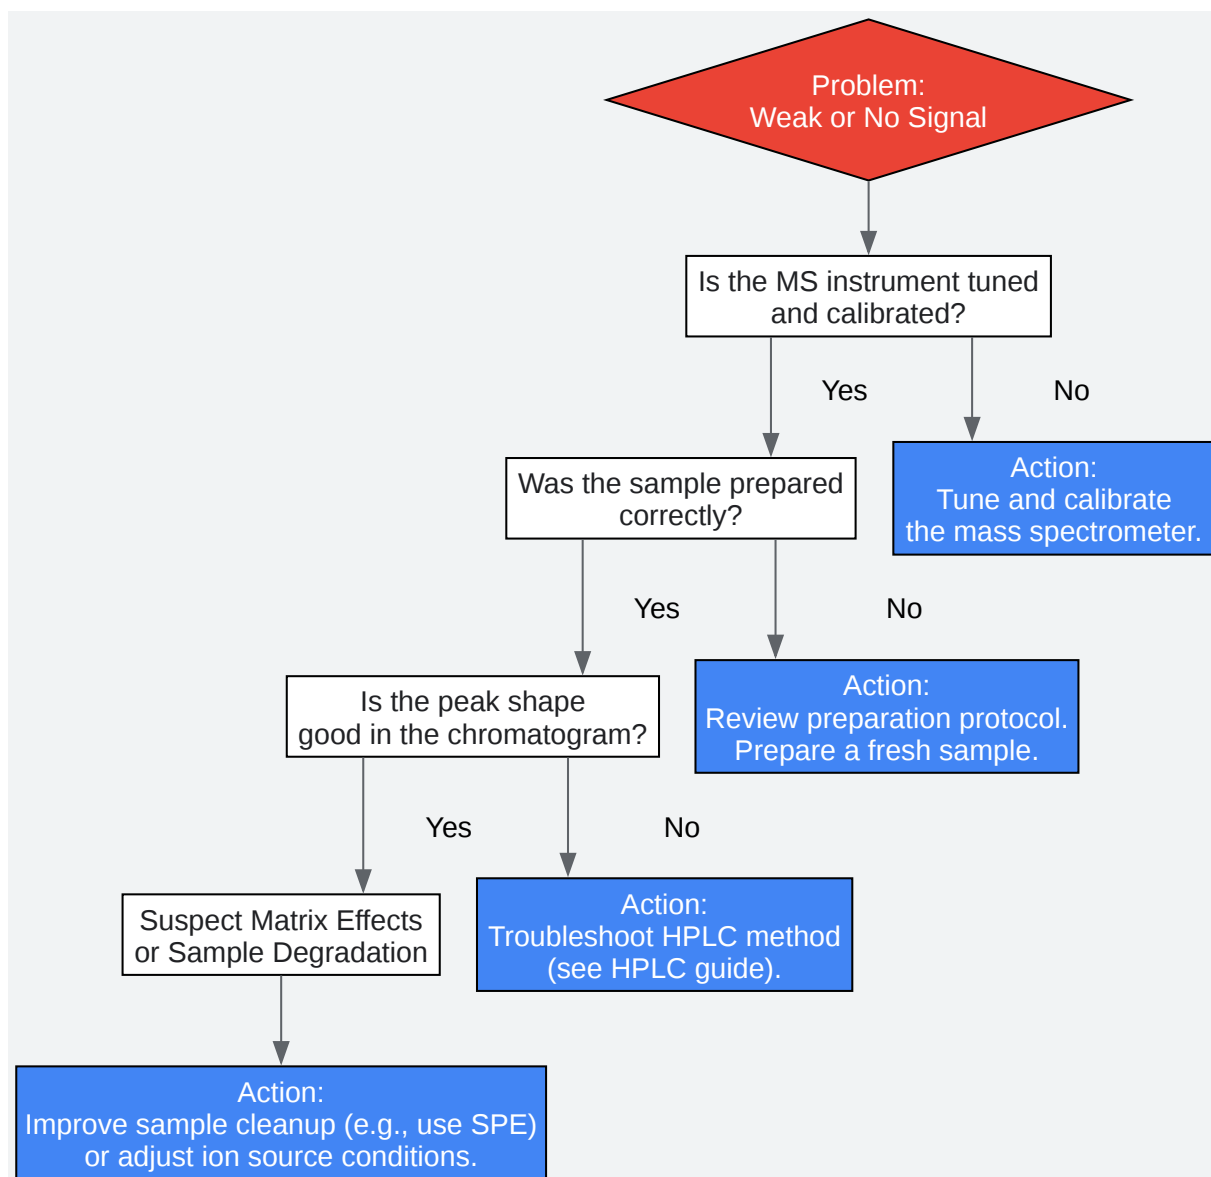 Problem:
Weak or No Signal
Is the MS instrument tuned
and calibrated?
Yes
No
Action:
Tune and calibrate
the mass spectrometer.
Was the sample prepared
correctly?
Yes
No
Action:
Review preparation protocol.
Prepare a fresh sample.
Is the peak shape
good in the chromatogram?
Yes
No
Action:
Troubleshoot HPLC method
(see HPLC guide).
Suspect Matrix Effects
or Sample Degradation
Action:
Improve sample cleanup (e.g., use SPE)
or adjust ion source conditions.